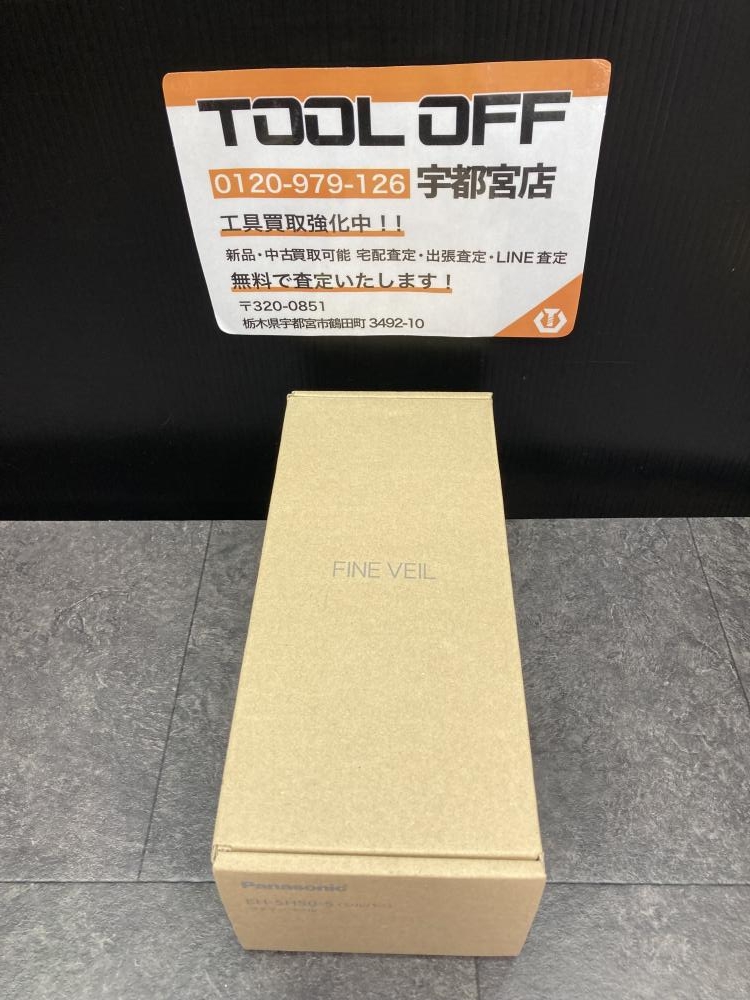 TOOL OFF
0120-979-126 宇都宮店
工具買取強化中！！
新品・中古買取可能 宅配査定・出張査定・LINE査定
無料で査定いたします！
〒320-0851
栃木県宇都宮市鶴田町 3492-10
FINE VEIL
Panasonic